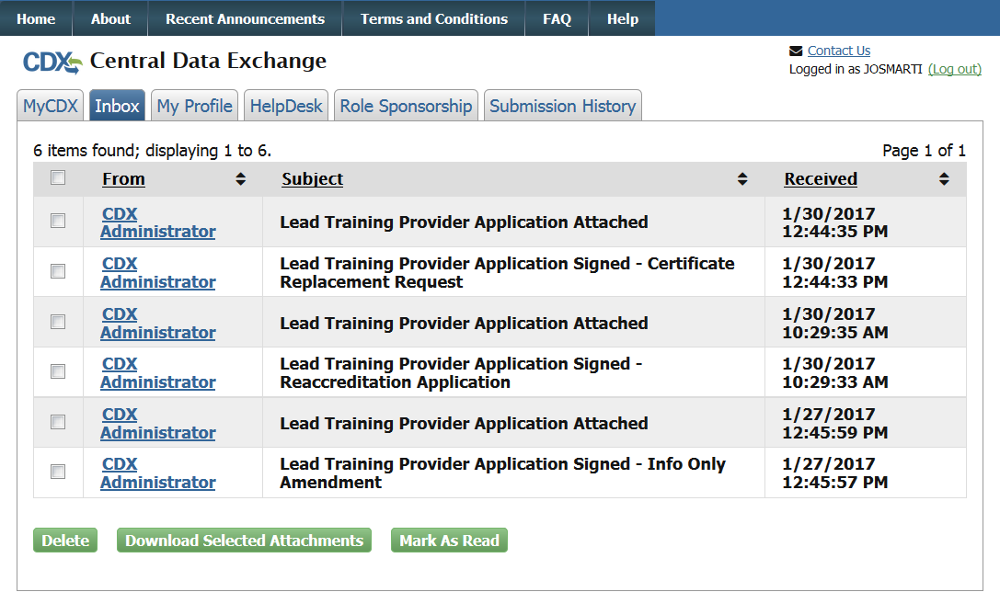 Home About Recent Announcements Terms and Conditions FAQ Help
Contact Us
CDX Central Data Exchange
Logged in as JOSMARTI (Log out)
MyCDX Inbox My Profile HelpDesk Role Sponsorship Submission History
6 items found; displaying 1 to 6. Page 1 of 1
From Subject Received
CDX Administrator
Lead Training Provider Application Attached
1/30/2017
12:44:35 PM
CDX Administrator
Lead Training Provider Application Signed - Certificate
Replacement Request
1/30/2017
12:44:33 PM
CDX Administrator
Lead Training Provider Application Attached
1/30/2017
10:29:35 AM
CDX Administrator
Lead Training Provider Application Signed -
Reaccreditation Application
1/30/2017
10:29:33 AM
CDX Administrator
Lead Training Provider Application Attached
1/27/2017
12:45:59 PM
CDX Administrator
Lead Training Provider Application Signed - Info Only
Amendment
1/27/2017
12:45:57 PM
Delete Download Selected Attachments Mark As Read